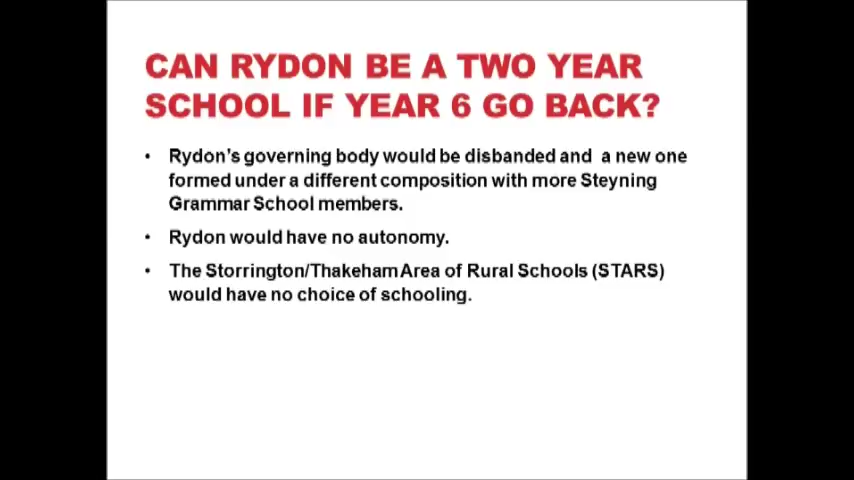 CAN RYDON BE A TWO YEAR
SCHOOL IF YEAR 6 GO BACK?
• Rydon's governing body would be disbanded and a new one
formed under a different composition with more Steyning
Grammar School members.
• Rydon would have no autonomy.
• The Storrington/Thakeham Area of Rural Schools (STARS)
would have no choice of schooling.